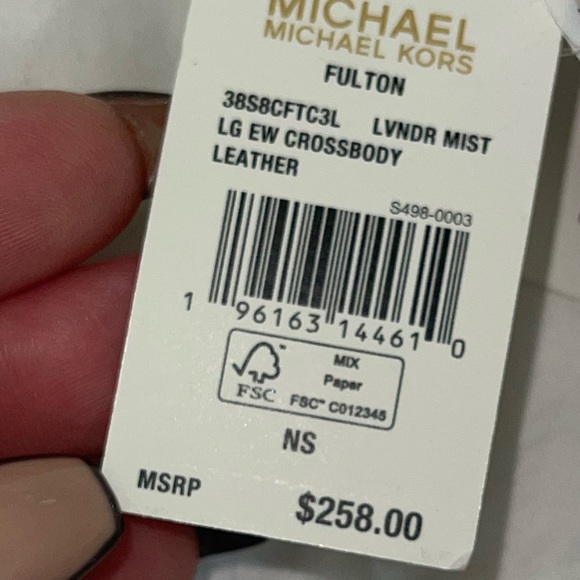 MICHAEL
MICHAEL KORS
FULTON
38S8CFTC3L LVNDR MIST
LG EW CROSSBODY
LEATHER
S498-0003
1 96163 14461 0
MIX
Paper
FSC™ C012345
FSC
NS
MSRP $258.00